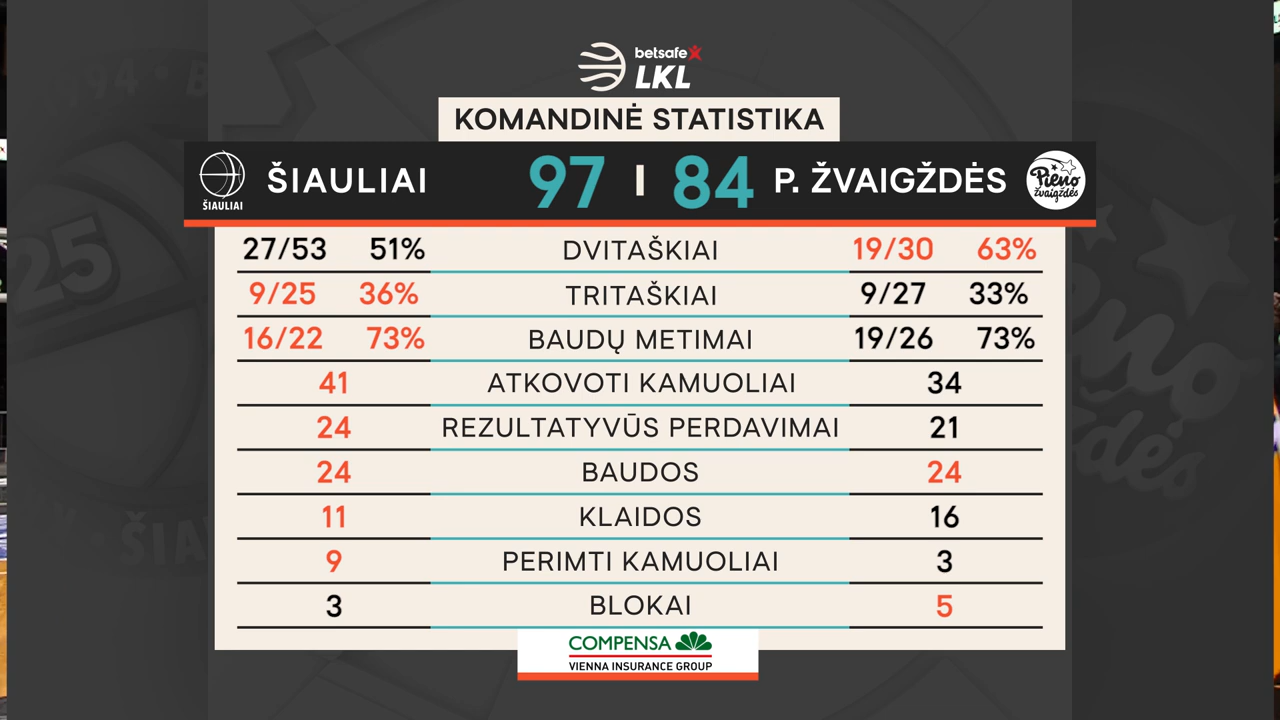 betsafe
LKL
KOMANDINĖ STATISTIKA
ŠIAULIAI 97 84 P. ŽVAIGŽDĖS
ŠIAULIAI
Pieno
žvaigždės
27/53 51% DVITAŠKIAI 19/30 63%
9/25 36% TRITAŠKIAI 9/27 33%
16/22 73% BAUDŲ METIMAI 19/26 73%
41 ATKOVOTI KAMUOLIAI 34
24 REZULTATYVŪS PERDAVIMAI 21
24 BAUDOS 24
11 KLAIDOS 16
9 PERIMTI KAMUOLIAI 3
3 BLOKAI 5
COMPENSA
VIENNA INSURANCE GROUP
25